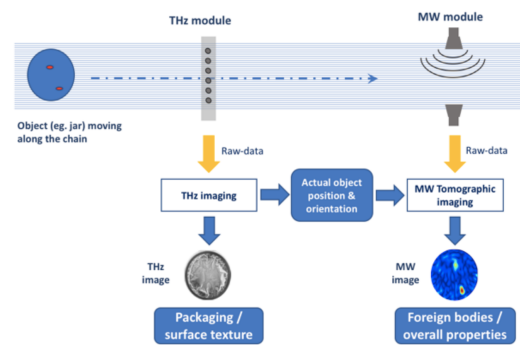 THz module
MW module
Object (eg. jar) moving
along the chain
Raw-data
Raw-data
THz imaging
Actual object
position &
orientation
MW Tomographic
imaging
THz
image
MW
image
Packaging /
surface texture
Foreign bodies /
overall properties